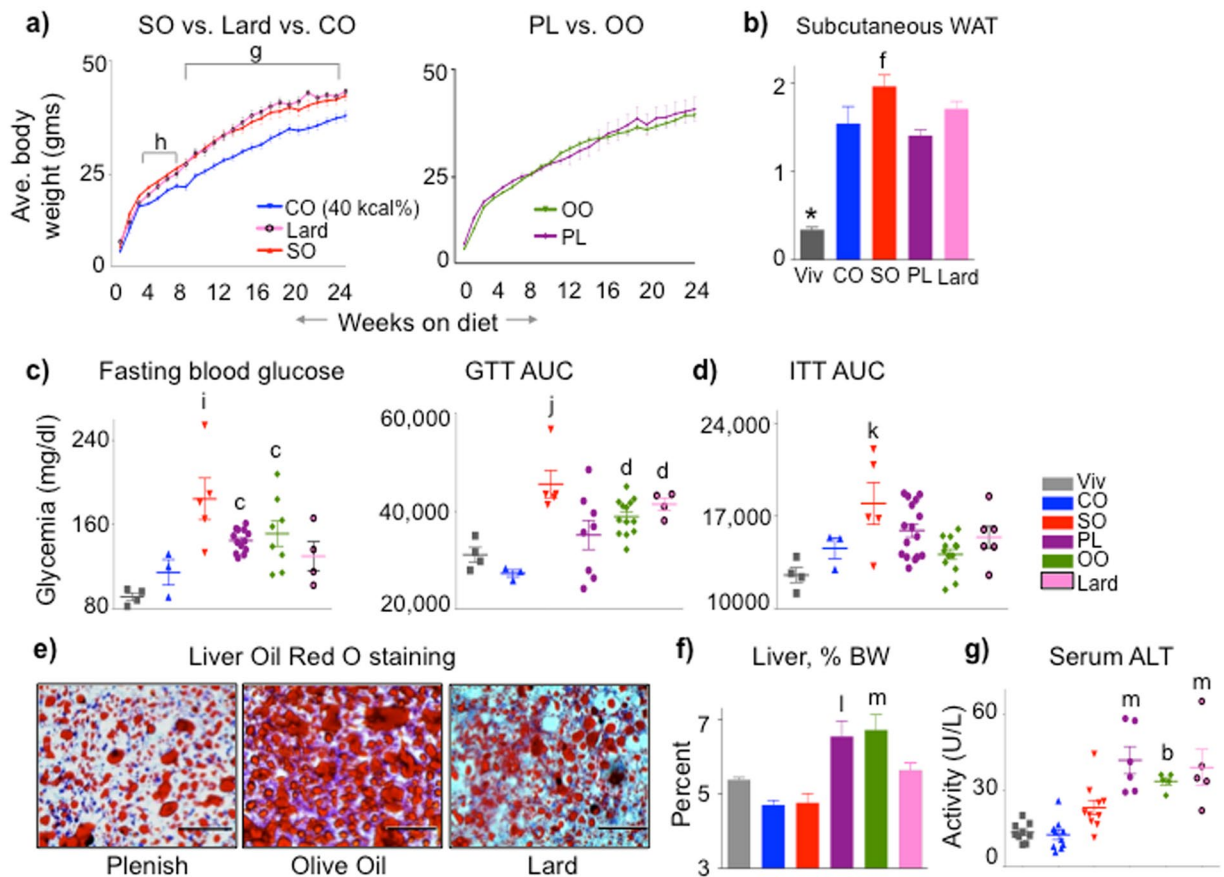 a) SO vs. Lard vs. CO
PL vs. OO
b) Subcutaneous WAT
Ave. body
weight (gms)
50
25
0
g
h
CO (40 kcal%)
Lard
SO
0 4 8 12 16 20 24
50
25
0
OO
PL
0 4 8 12 16 20 24
Weeks on diet
2
1
0
*
f
Viv CO SO PL Lard
c) Fasting blood glucose
GTT AUC
d) ITT AUC
Glycemia (mg/dl)
240
160
80
i
c
c
60,000
40,000
20,000
j
d
d
24,000
17,000
10000
k
Viv
CO
SO
PL
OO
Lard
e) Liver Oil Red O staining
Plenish
Olive Oil
Lard
f) Liver, % BW
Percent
7
5
3
l
m
g) Serum ALT
Activity (U/L)
60
30
0
m
b
m